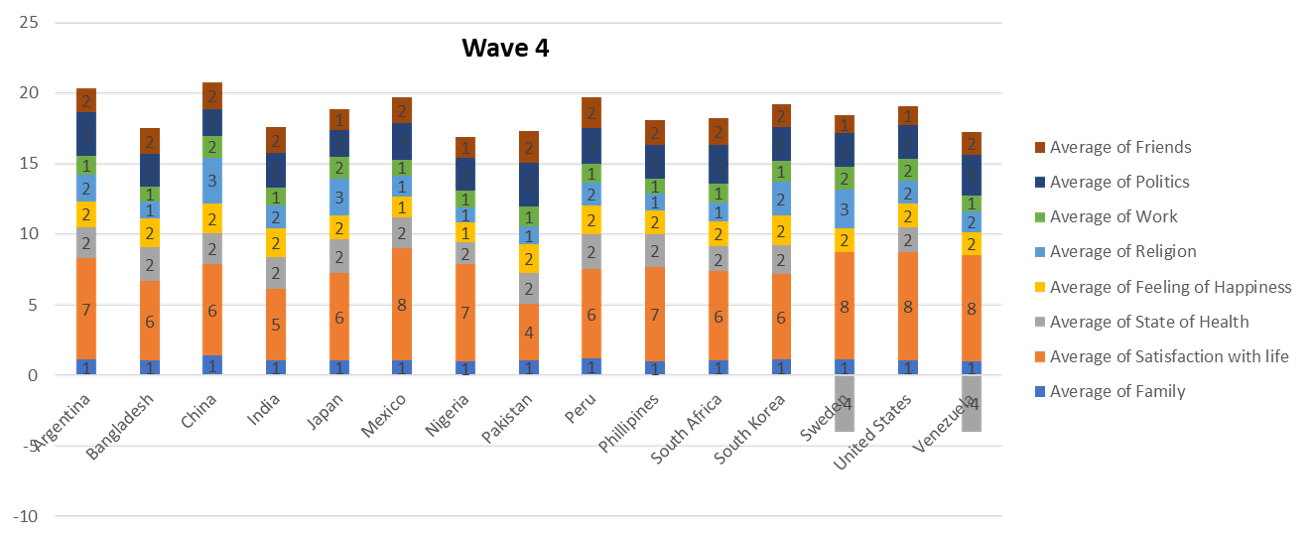 Wave 4
25
20
15
10
5
0
-5
-10
2 2 2 2 1 2 1 2 2 2 2 2 1 1 2
1 1 2 1 2 1 1 1 1 1 1 1 2 2 1
2 1 3 2 3 1 1 1 2 1 1 2 3 2 2
2 2 2 2 2 1 1 2 2 2 2 2 2 2 2
2 2 2 2 2 2 2 2 2 2 2 2 2
7 6 6 5 6 8 7 4 6 7 6 6 8 8 8
1 1 1 1 1 1 1 1 1 1 1 1 1 1 1
-4 -4
Argentina
Bangladesh
China
India
Japan
Mexico
Nigeria
Pakistan
Peru
Phillipines
South Africa
South Korea
Sweden
United States
Venezuela
Average of Friends
Average of Politics
Average of Work
Average of Religion
Average of Feeling of Happiness
Average of State of Health
Average of Satisfaction with life
Average of Family